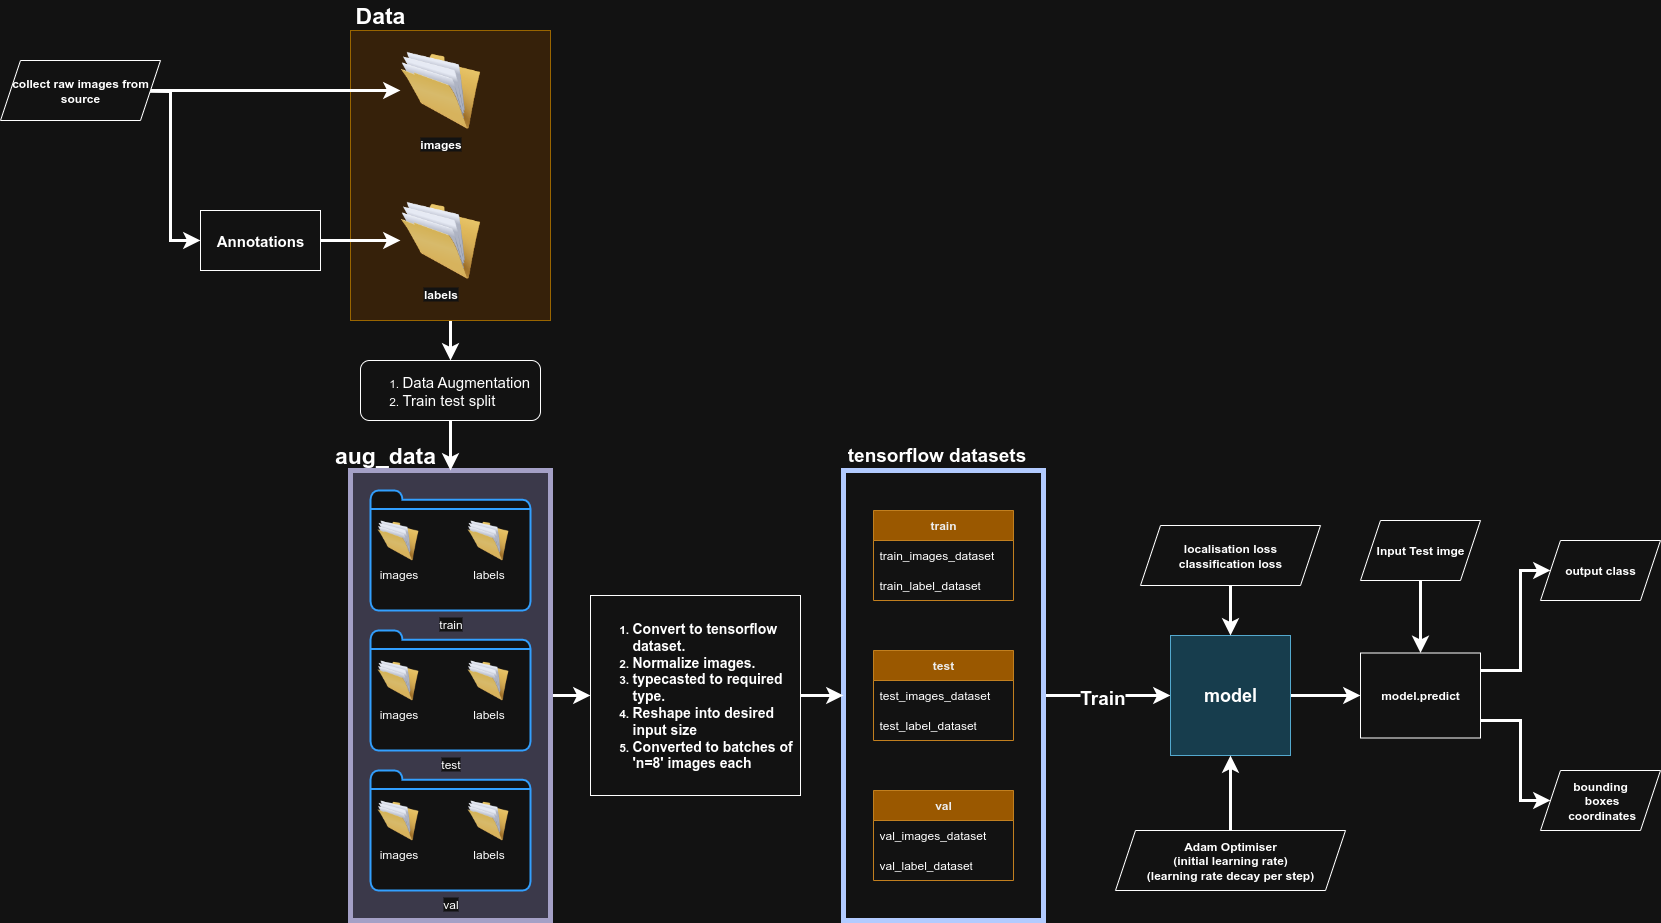 Data
collect raw images from
source
images
Annotations
labels
1. Data Augmentation
2. Train test split
aug_data
images
labels
train
images
labels
test
images
labels
val
1. Convert to tensorflow
dataset.
2. Normalize images.
3. typecasted to required
type.
4. Reshape into desired
input size
5. Converted to batches of
'n=8' images each
tensorflow datasets
train
train_images_dataset
train_label_dataset
test
test_images_dataset
test_label_dataset
val
val_images_dataset
val_label_dataset
Train
localisation loss
classification loss
model
Adam Optimiser
(initial learning rate)
(learning rate decay per step)
Input Test imge
model.predict
output class
bounding
boxes
coordinates